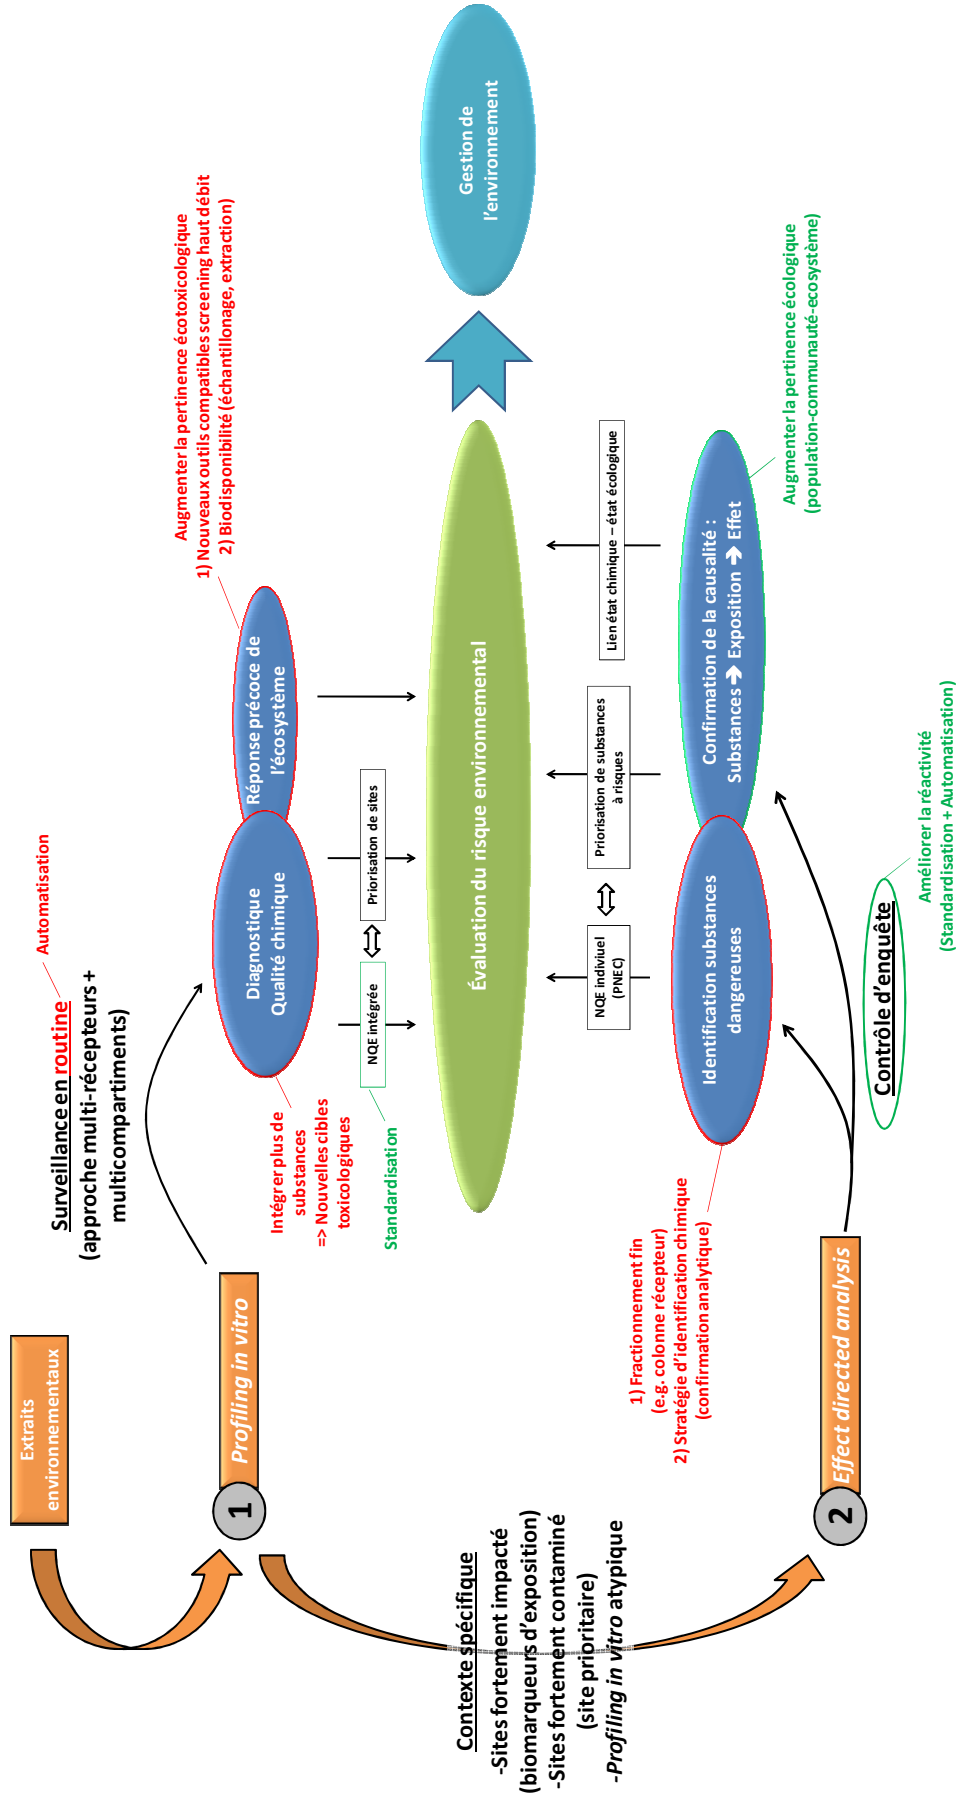 Extraits
environnementaux
1
Profiling in vitro
Surveillance en routine
(approche multi-récepteurs +
multicompartiments)
Automatisation
Diagnostique
Qualité chimique
Réponse précoce de
l'écosystème
Augmenter la pertinence écotoxicologique
1) Nouveaux outils compatibles screening haut débit
2) Biodisponibilité (échantillonage, extraction)
Intégrer plus de
substances
=> Nouvelles cibles
toxicologiques
Standardisation
NQE intégrée
Priorisation de sites
Évaluation du risque environnemental
Gestion de
l'environnement
Contexte spécifique
-Sites fortement impacté
(biomarqueurs d'exposition)
-Sites fortement contaminé
(site prioritaire)
-Profiling in vitro atypique
NQE indiviuel
(PNEC)
Priorisation de substances
à risques
Lien état chimique – état écologique
1) Fractionnement fin
(e.g. colonne récepteur)
2) Stratégie d'identification chimique
(confirmation analytique)
Identification substances
dangereuses
Confirmation de la causalité :
Substances ➔ Exposition ➔ Effet
Augmenter la pertinence écologique
(population-communauté-ecosystème)
2
Effect directed analysis
Contrôle d'enquête
Améliorer la réactivité
(Standardisation + Automatisation)